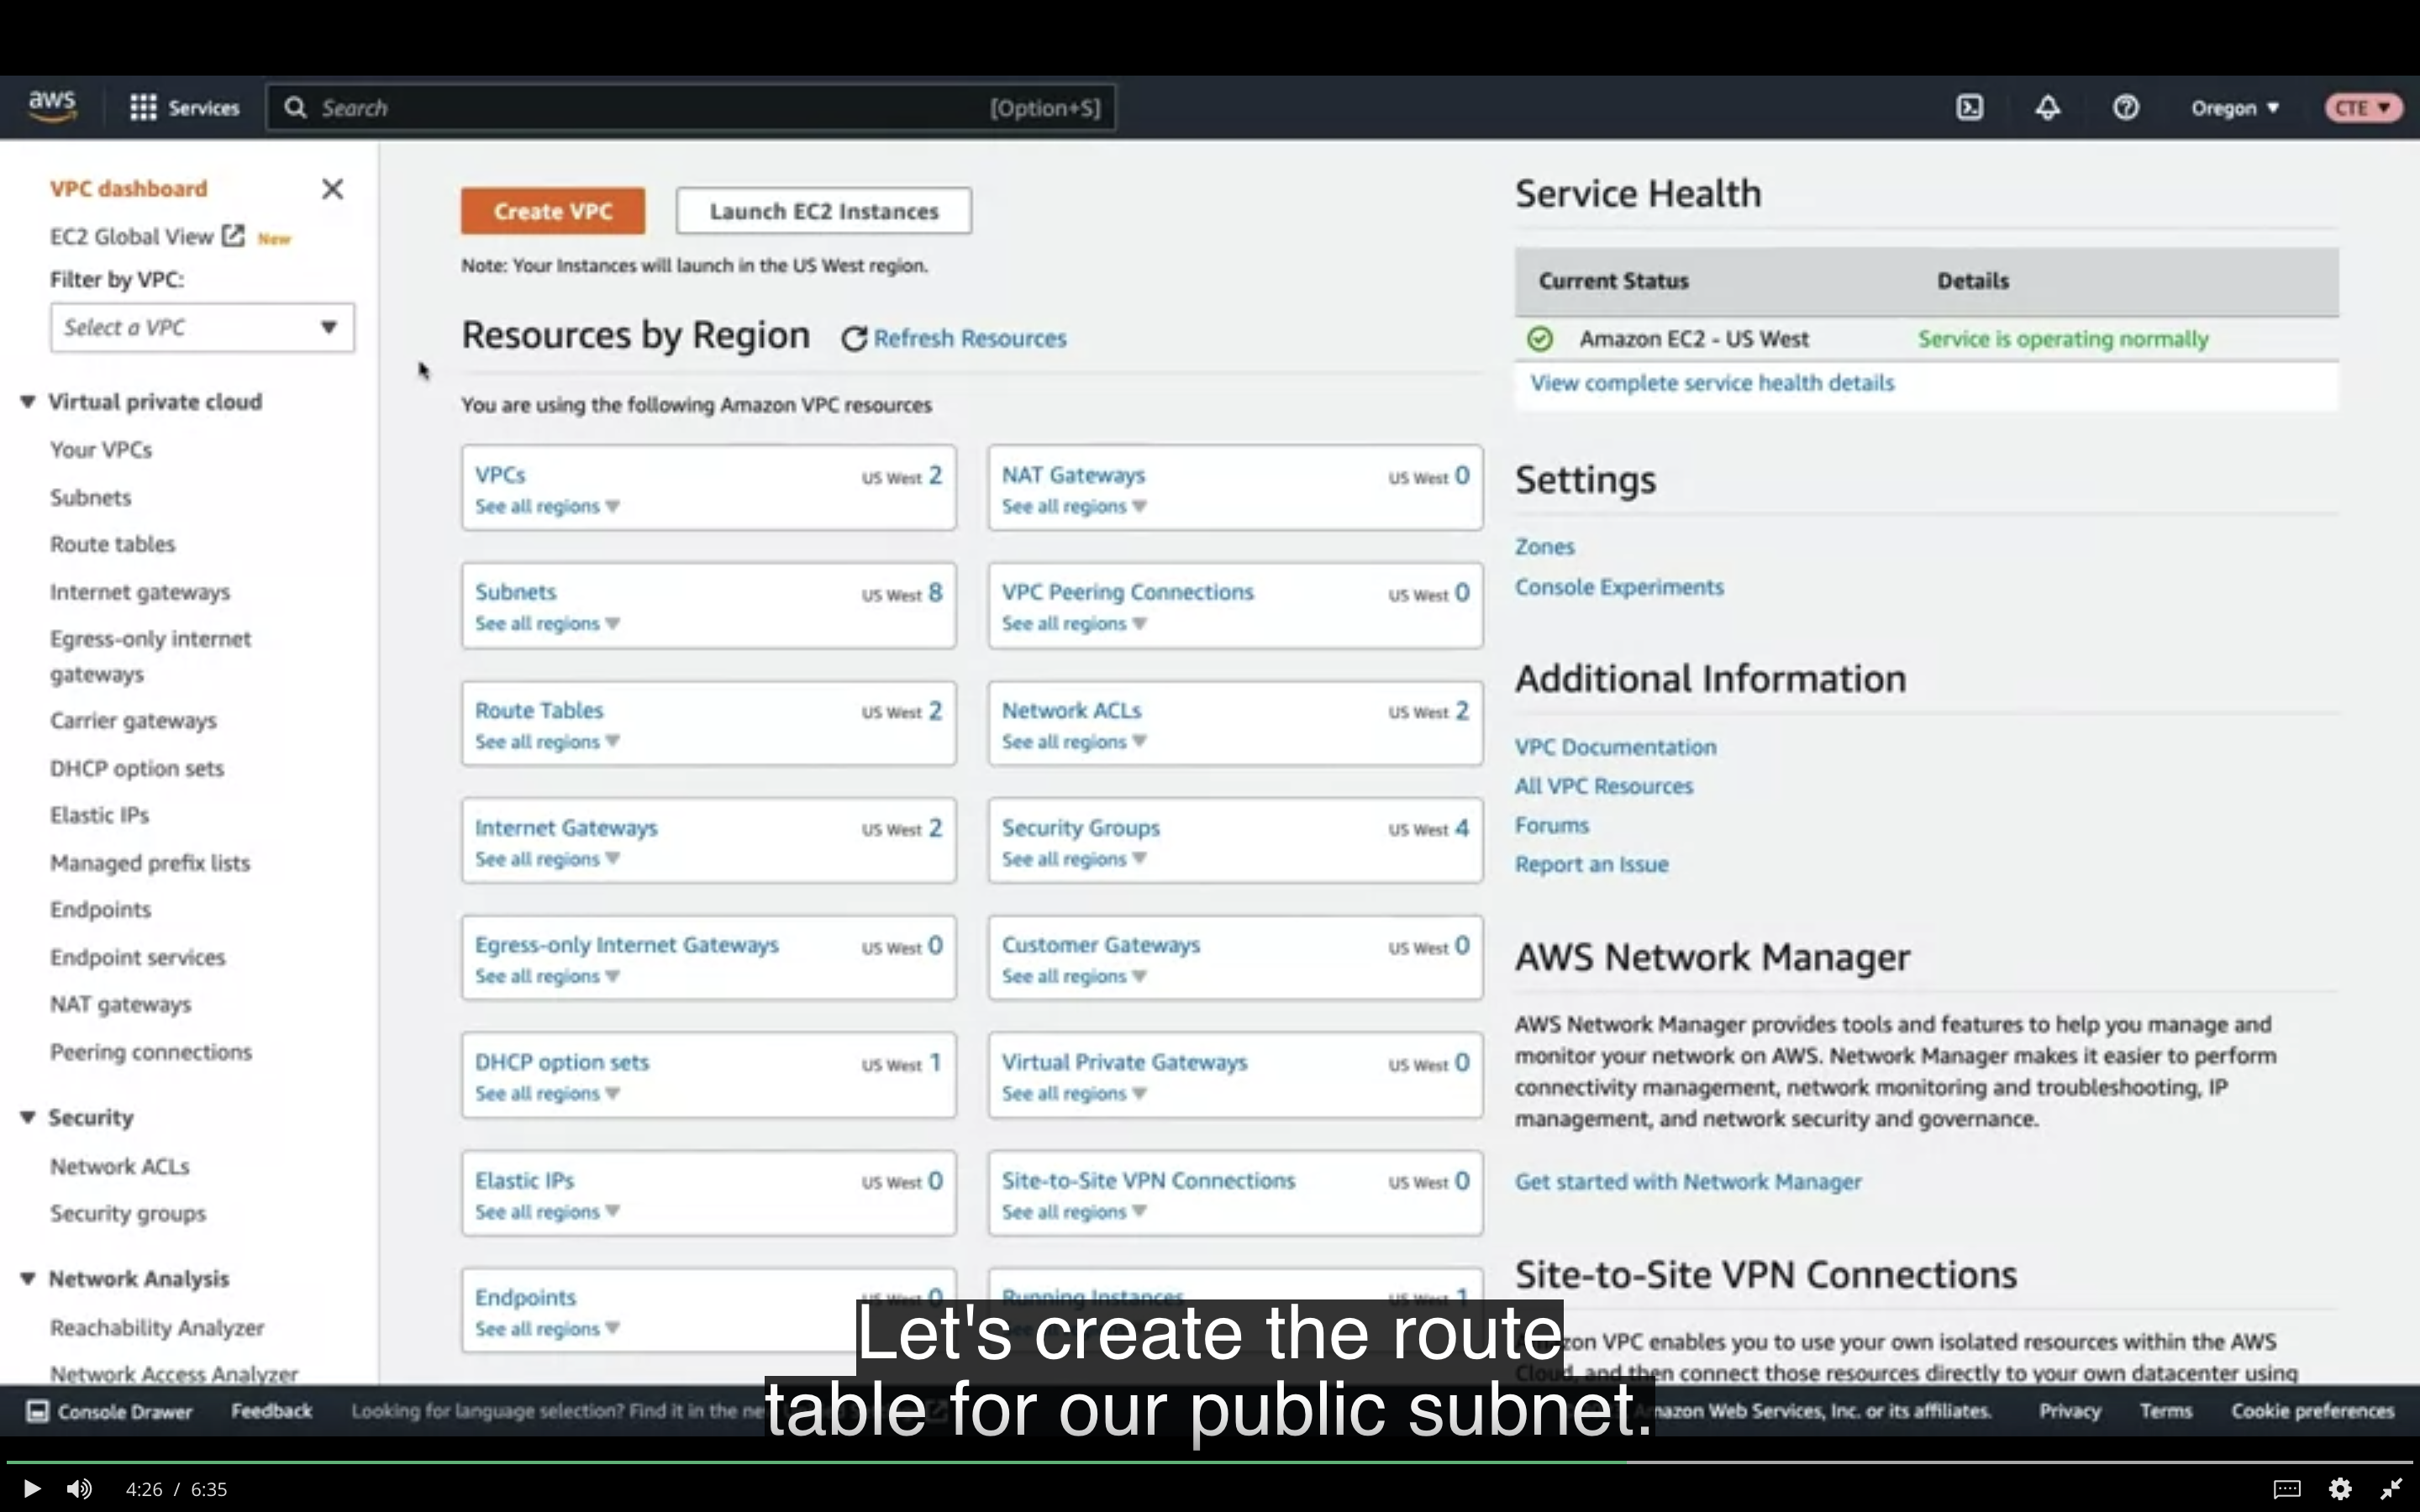 aws
Services
Search
[Option+S]
Oregon
CTE
VPC dashboard
EC2 Global View
New
Filter by VPC:
Select a VPC
Virtual private cloud
Your VPCs
Subnets
Route tables
Internet gateways
Egress-only internet
gateways
Carrier gateways
DHCP option sets
Elastic IPs
Managed prefix lists
Endpoints
Endpoint services
NAT gateways
Peering connections
Security
Network ACLs
Security groups
Network Analysis
Reachability Analyzer
Network Access Analyzer
Create VPC
Launch EC2 Instances
Note: Your Instances will launch in the US West region.
Resources by Region
Refresh Resources
You are using the following Amazon VPC resources
VPCs
US West 2
See all regions
NAT Gateways
US West 0
See all regions
Subnets
US West 8
See all regions
VPC Peering Connections
US West 0
See all regions
Route Tables
US West 2
See all regions
Network ACLs
US West 2
See all regions
Internet Gateways
US West 2
See all regions
Security Groups
US West 4
See all regions
Egress-only Internet Gateways
US West 0
See all regions
Customer Gateways
US West 0
See all regions
DHCP option sets
US West 1
See all regions
Virtual Private Gateways
US West 0
See all regions
Elastic IPs
US West 0
See all regions
Site-to-Site VPN Connections
US West 0
See all regions
Endpoints
US West 0
See all regions
Running Instances
US West 1
Service Health
Current Status
Details
Amazon EC2 - US West
Service is operating normally
View complete service health details
Settings
Zones
Console Experiments
Additional Information
VPC Documentation
All VPC Resources
Forums
Report an Issue
AWS Network Manager
AWS Network Manager provides tools and features to help you manage and
monitor your network on AWS. Network Manager makes it easier to perform
connectivity management, network monitoring and troubleshooting, IP
management, and network security and governance.
Get started with Network Manager
Site-to-Site VPN Connections
zon VPC enables you to use your own isolated resources within the AWS
Cloud, and then connect those resources directly to your own datacenter using
Let's create the route
table for our public subnet.
Console Drawer
Feedback
Looking for language selection? Find it in the ne
mazon Web Services, Inc. or its affiliates.
Privacy
Terms
Cookie preferences
4:26 / 6:35